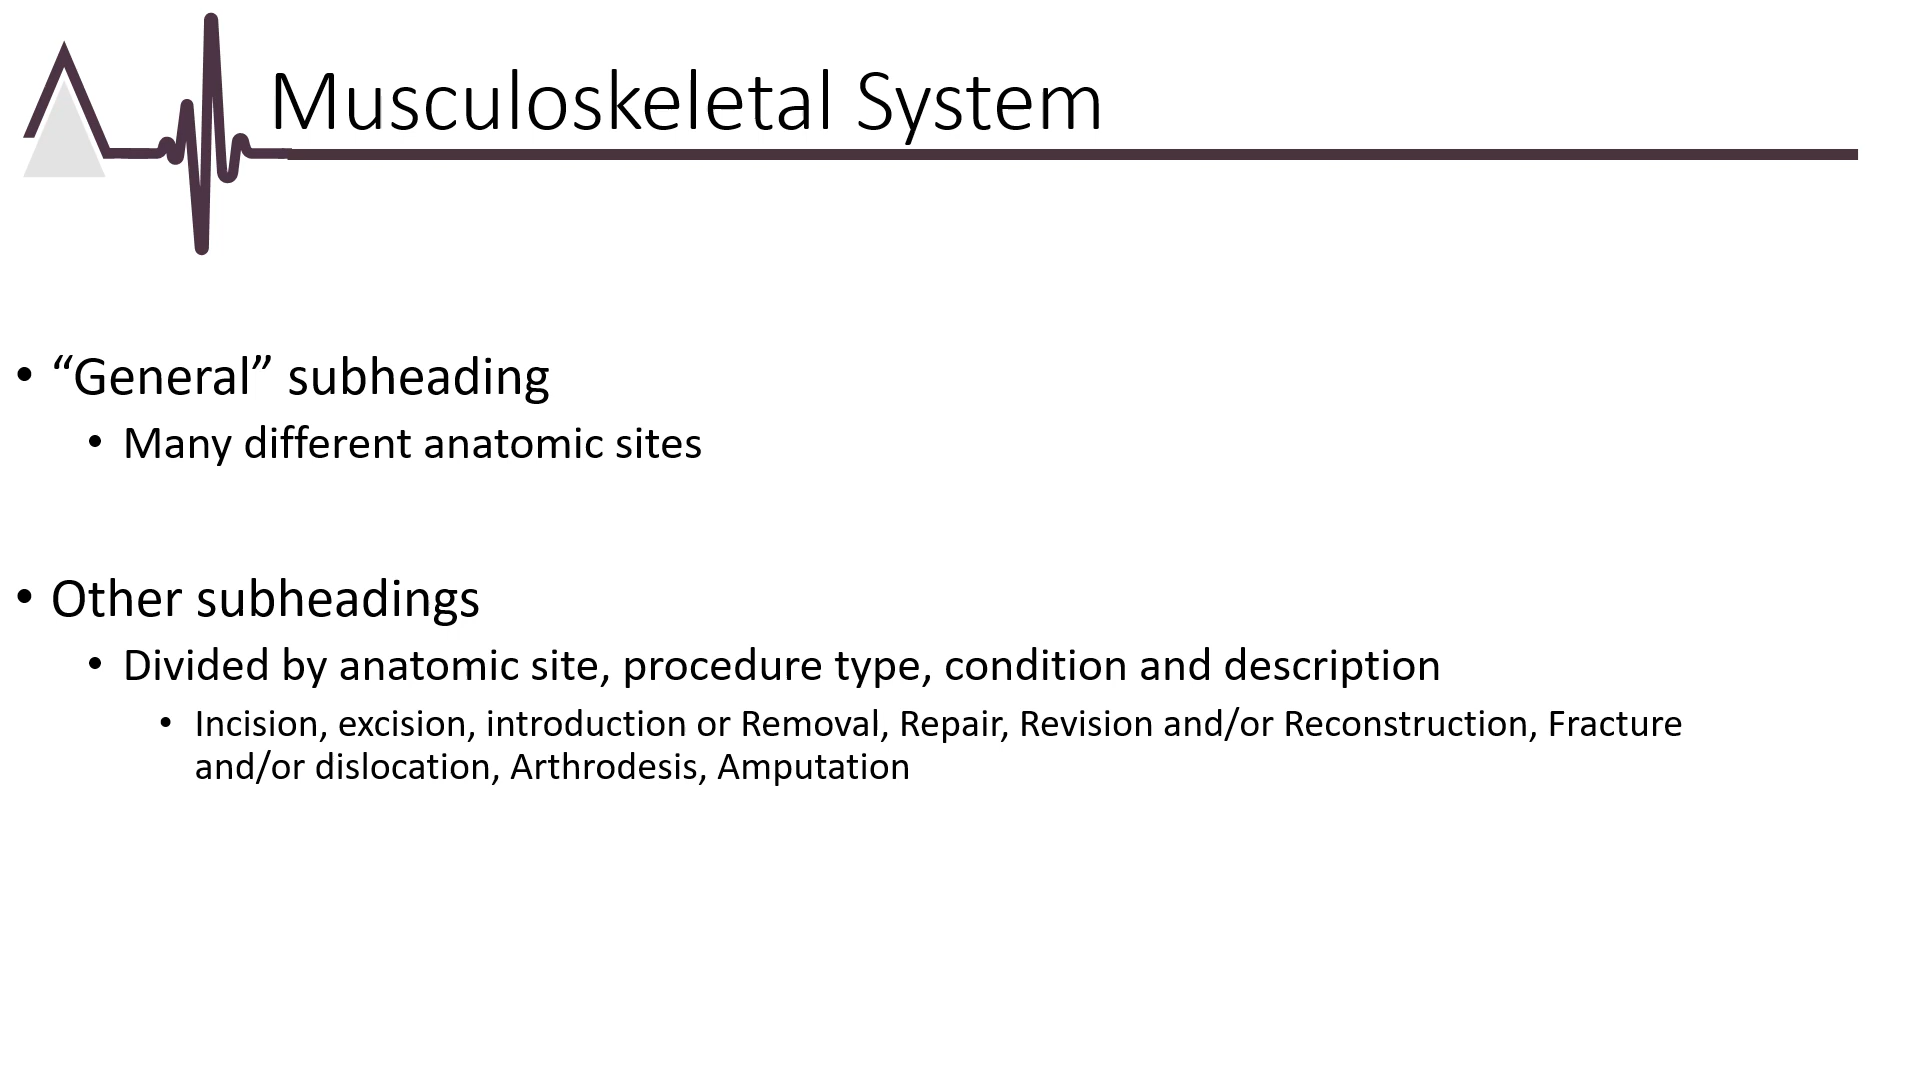 Musculoskeletal System
• “General” subheading
• Many different anatomic sites
• Other subheadings
• Divided by anatomic site, procedure type, condition and description
• Incision, excision, introduction or Removal, Repair, Revision and/or Reconstruction, Fracture
and/or dislocation, Arthrodesis, Amputation